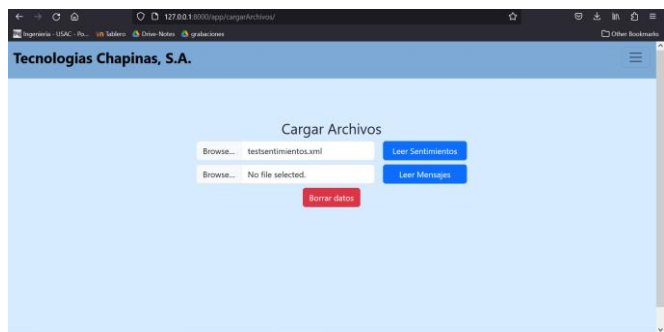 127.0.0.1:8000/app/cargarArchivos/
Ingenieria - USAC - Po... Tablero Drive-Notes grabaciones Other Bookmarks
Tecnologias Chapinas, S.A.
Cargar Archivos
Browse... testsentimientos.xml Leer Sentimientos
Browse... No file selected. Leer Mensajes
Borrar datos